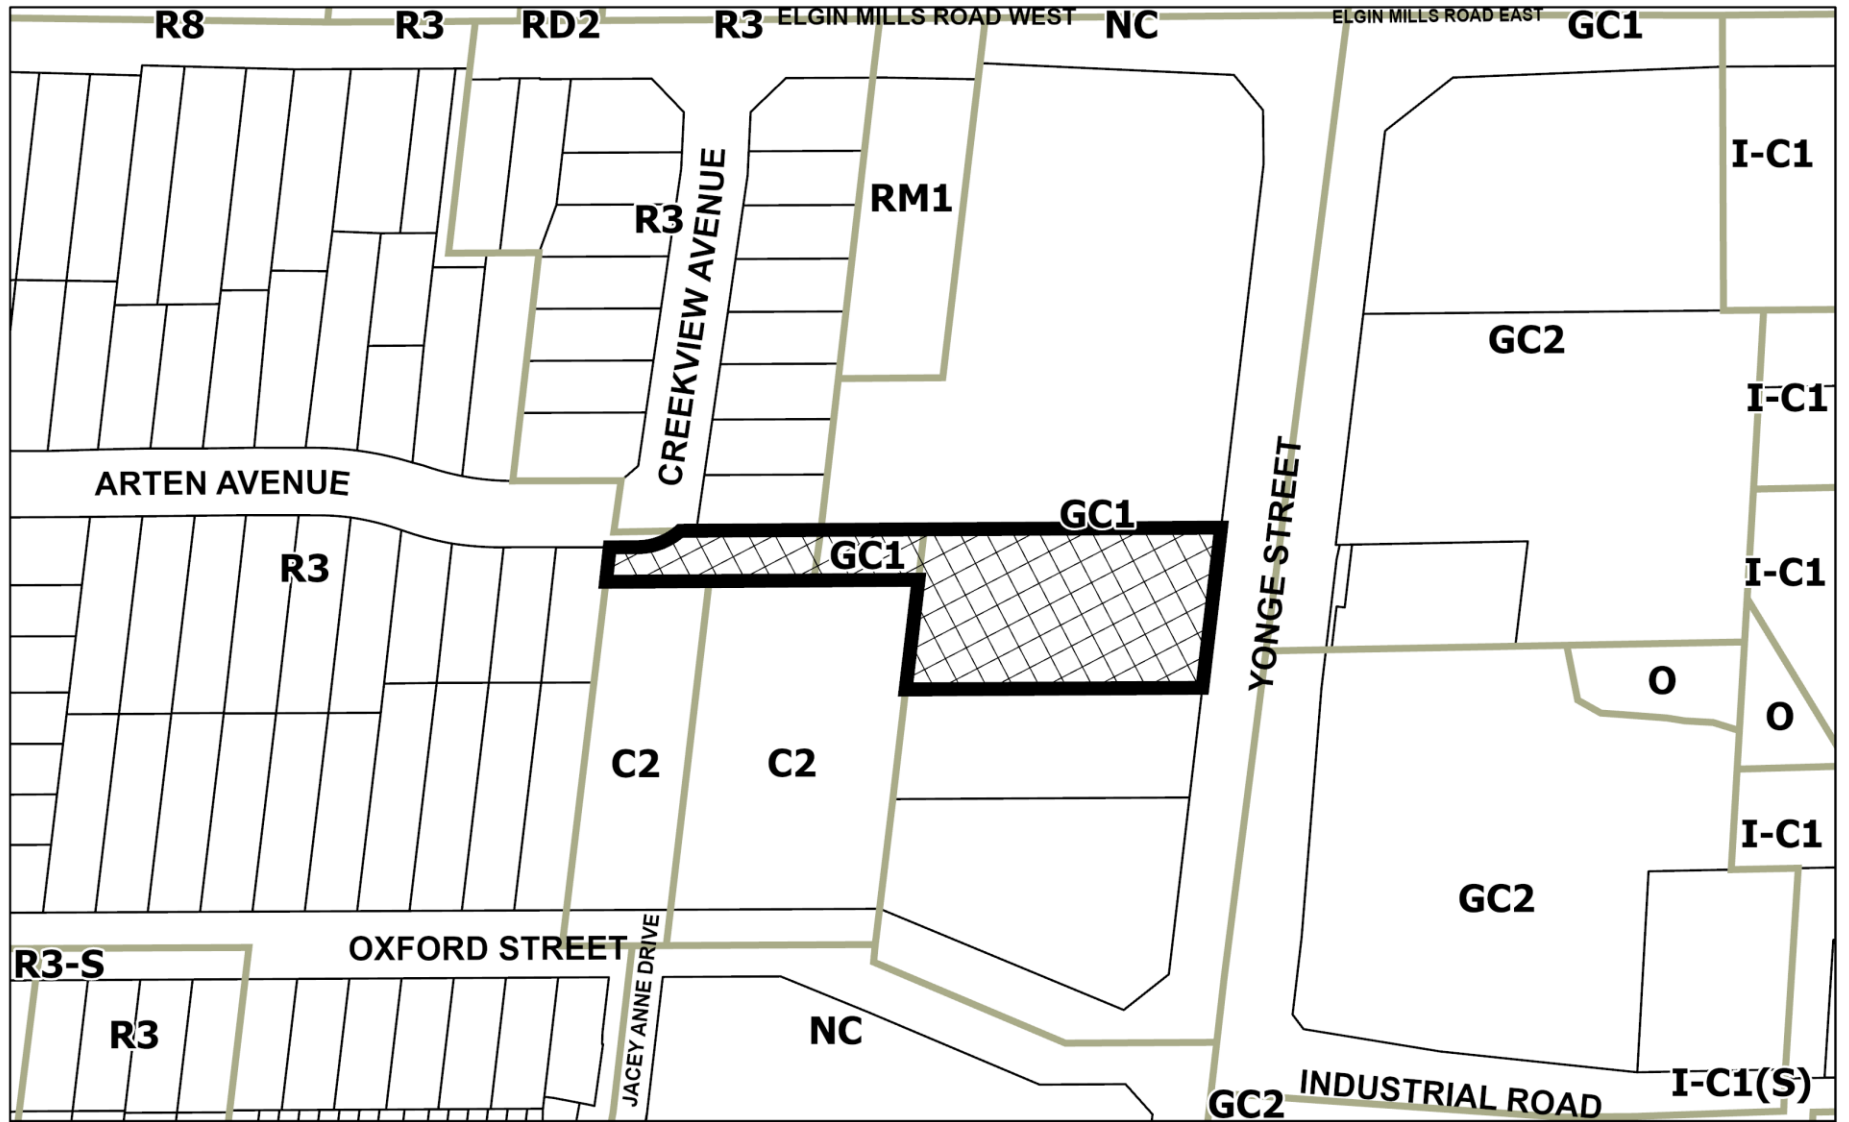 R8
R3
RD2
R3
ELGIN MILLS ROAD WEST
NC
ELGIN MILLS ROAD EAST
GC1
I-C1
RM1
R3
CREEKVIEW AVENUE
GC2
I-C1
ARTEN AVENUE
GC1
YONGE STREET
GC1
R3
I-C1
O
O
C2
C2
I-C1
GC2
OXFORD STREET
JACEY ANNE DRIVE
R3-S
R3
NC
I-C1(S)
INDUSTRIAL ROAD
GC2